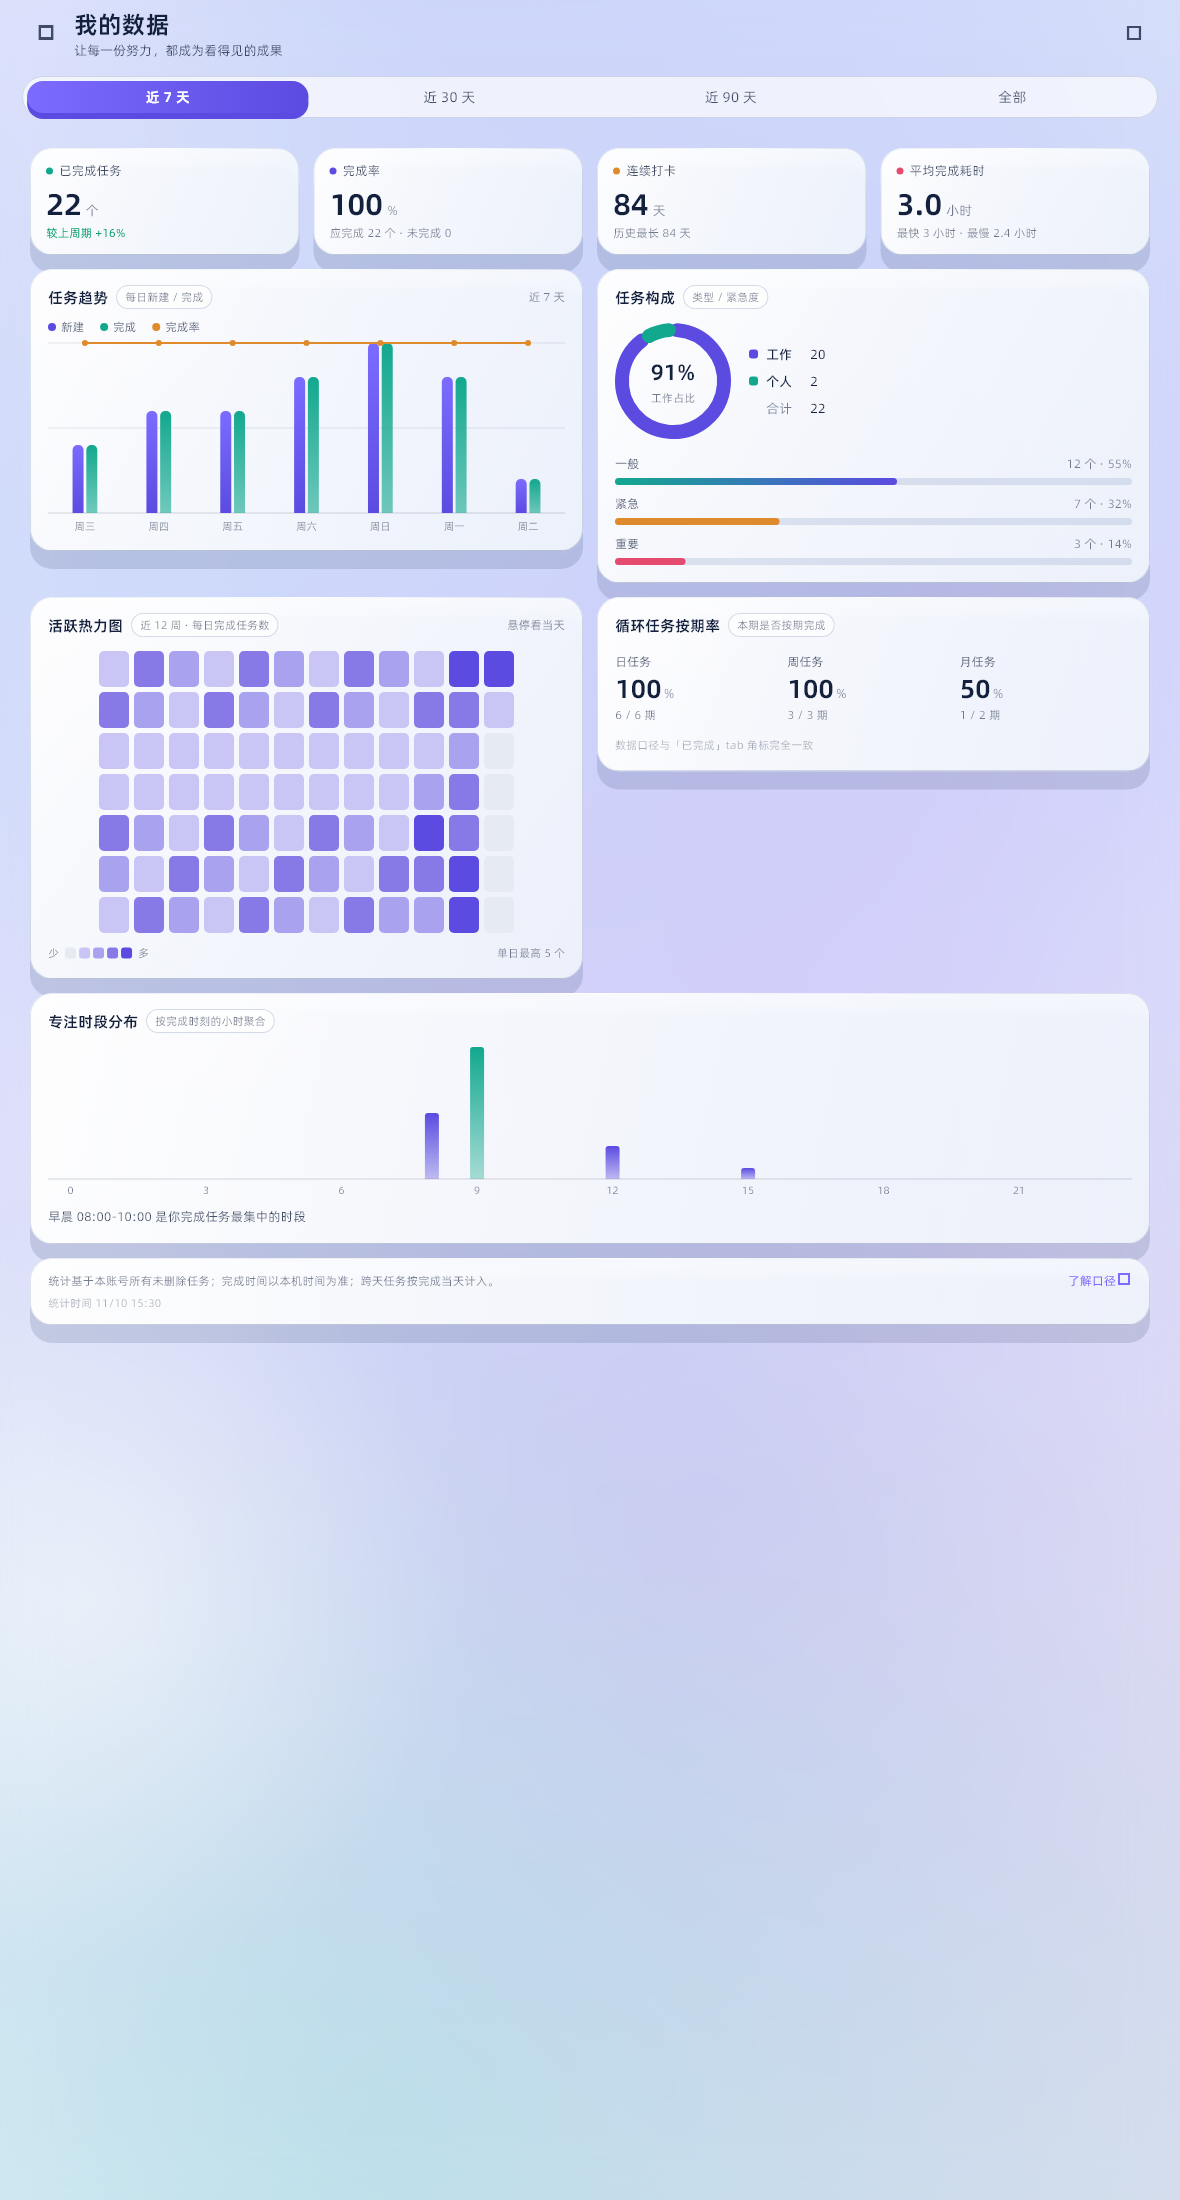 我的数据
让每一份努力，都成为看得见的成果
近 7 天
近 30 天
近 90 天
全部
已完成任务
22 个
较上周期 +16%
完成率
100 %
应完成 22 个 · 未完成 0
连续打卡
84 天
历史最长 84 天
平均完成耗时
3.0 小时
最快 3 小时 · 最慢 2.4 小时
任务趋势
每日新建 / 完成
近 7 天
新建
完成
完成率
周三
周四
周五
周六
周日
周一
周二
任务构成
类型 / 紧急度
91%
工作占比
工作 20
个人 2
合计 22
一般
12 个 · 55%
紧急
7 个 · 32%
重要
3 个 · 14%
活跃热力图
近 12 周 · 每日完成任务数
悬停看当天
少
多
单日最高 5 个
循环任务按期率
本期是否按期完成
日任务
100 %
6 / 6 期
周任务
100 %
3 / 3 期
月任务
50 %
1 / 2 期
数据口径与「已完成」tab 角标完全一致
专注时段分布
按完成时刻的小时聚合
0
3
6
9
12
15
18
21
早晨 08:00-10:00 是你完成任务最集中的时段
统计基于本账号所有未删除任务；完成时间以本机时间为准；跨天任务按完成当天计入。
了解口径
统计时间 11/10 15:30